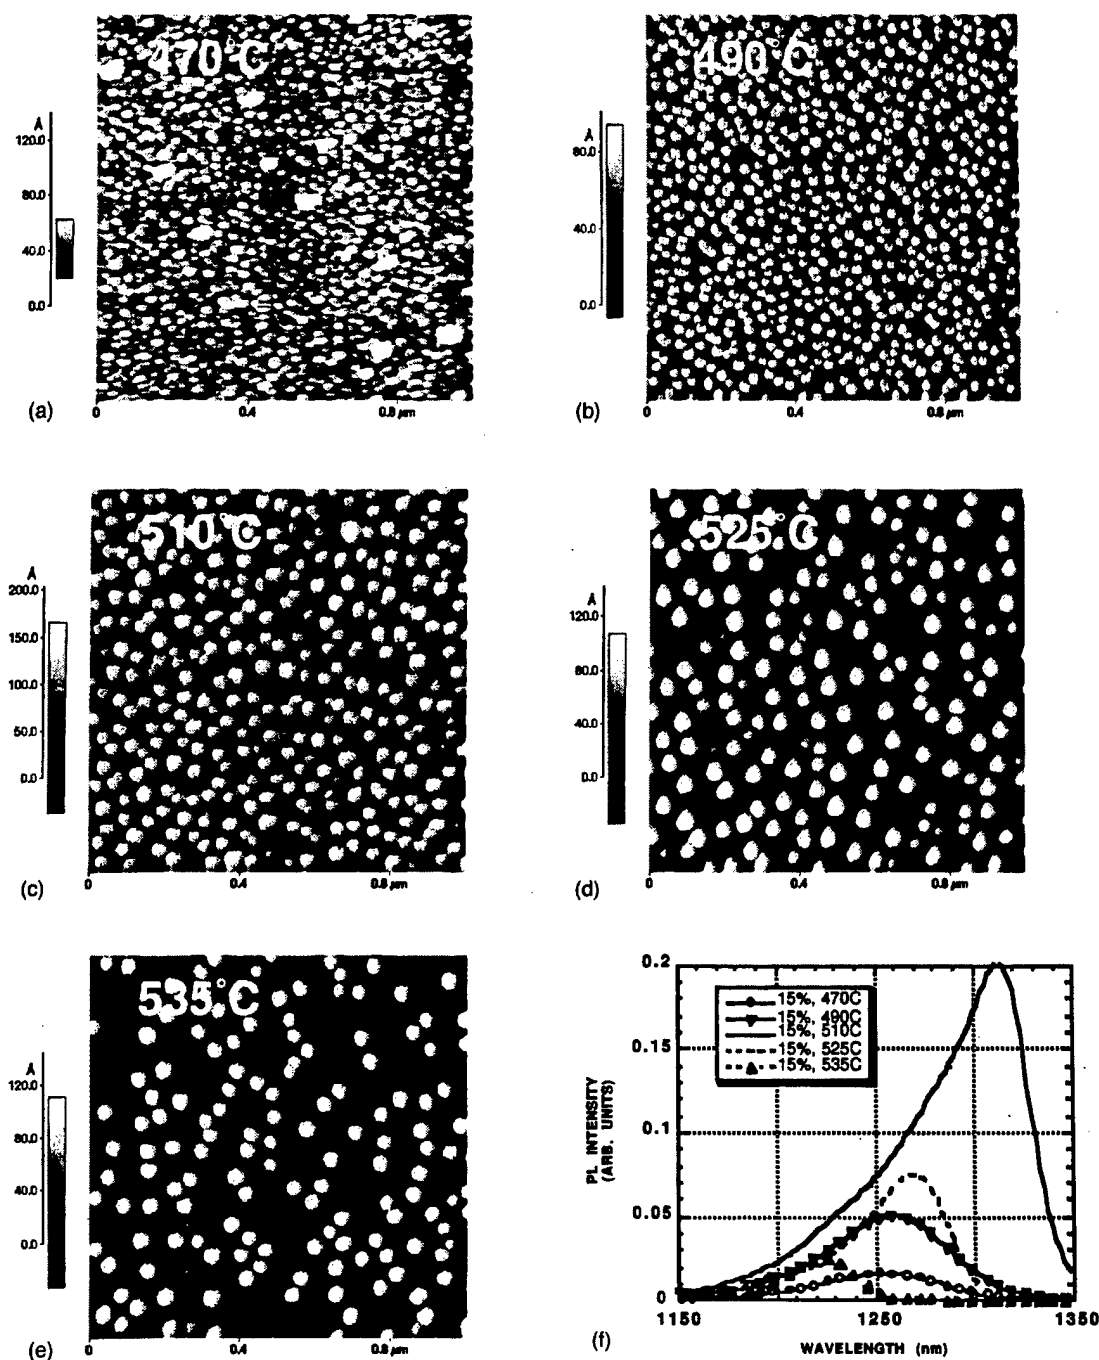 470°C
Å
120.0
80.0
40.0
0.0
0 0.4 0.8 µm
(a)
490°C
Å
80.0
40.0
0.0
0 0.4 0.8 µm
(b)
510°C
Å
200.0
150.0
100.0
50.0
0.0
0 0.4 0.8 µm
(c)
525°C
Å
120.0
80.0
40.0
0.0
0 0.4 0.8 µm
(d)
535°C
Å
120.0
80.0
40.0
0.0
0 0.4 0.8 µm
(e)
0.2
0.15
0.1
0.05
0
PL INTENSITY
(ARB. UNITS)
15%, 470C
15%, 490C
15%, 510C
15%, 525C
15%, 535C
1150 1250 1350
WAVELENGTH (nm)
(f)